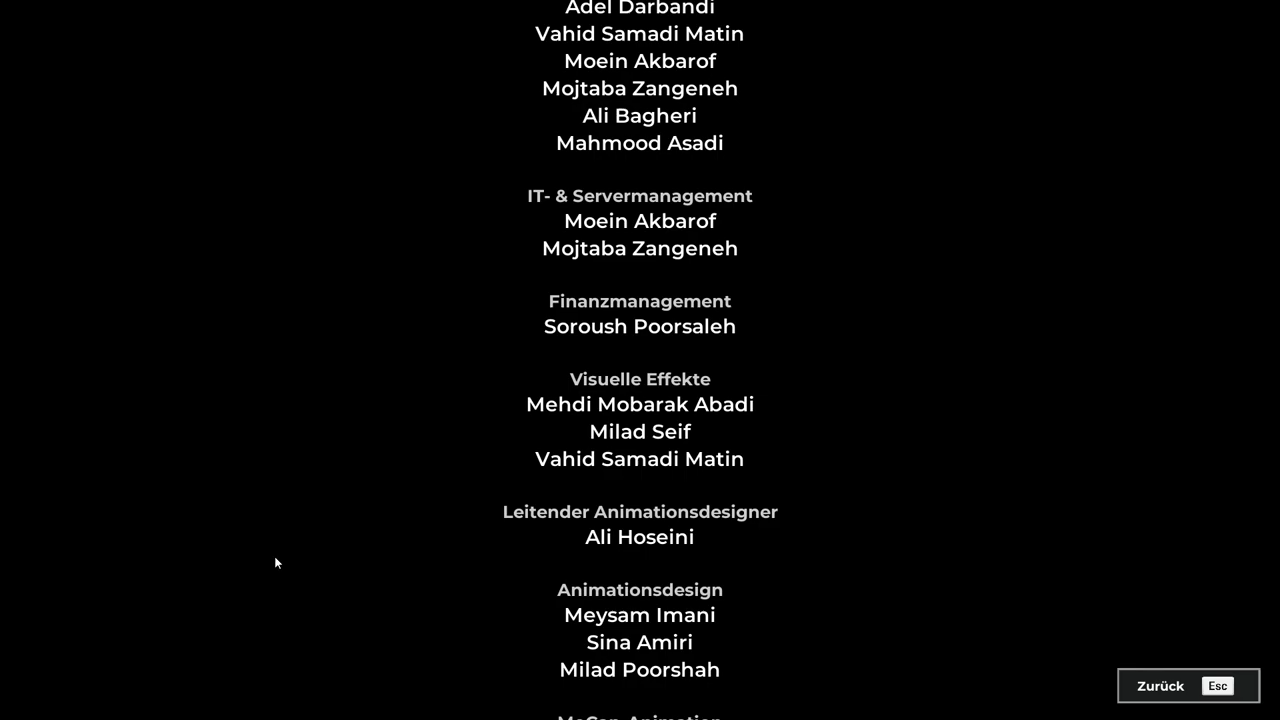 Adel Darbandi
Vahid Samadi Matin
Moein Akbarof
Mojtaba Zangeneh
Ali Bagheri
Mahmood Asadi
IT- & Servermanagement
Moein Akbarof
Mojtaba Zangeneh
Finanzmanagement
Soroush Poorsaleh
Visuelle Effekte
Mehdi Mobarak Abadi
Milad Seif
Vahid Samadi Matin
Leitender Animationsdesigner
Ali Hoseini
Animationsdesign
Meysam Imani
Sina Amiri
Milad Poorshah
MoCap-Animation
Zurück Esc